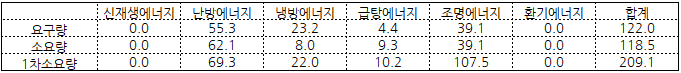 신재생에너지 난방에너지 냉방에너지 급탕에너지 조명에너지 환기에너지 합계
요구량 0.0 55.3 23.2 4.4 39.1 0.0 122.0
소요량 0.0 62.1 8.0 9.3 39.1 0.0 118.5
1차소요량 0.0 69.3 22.0 10.2 107.5 0.0 209.1